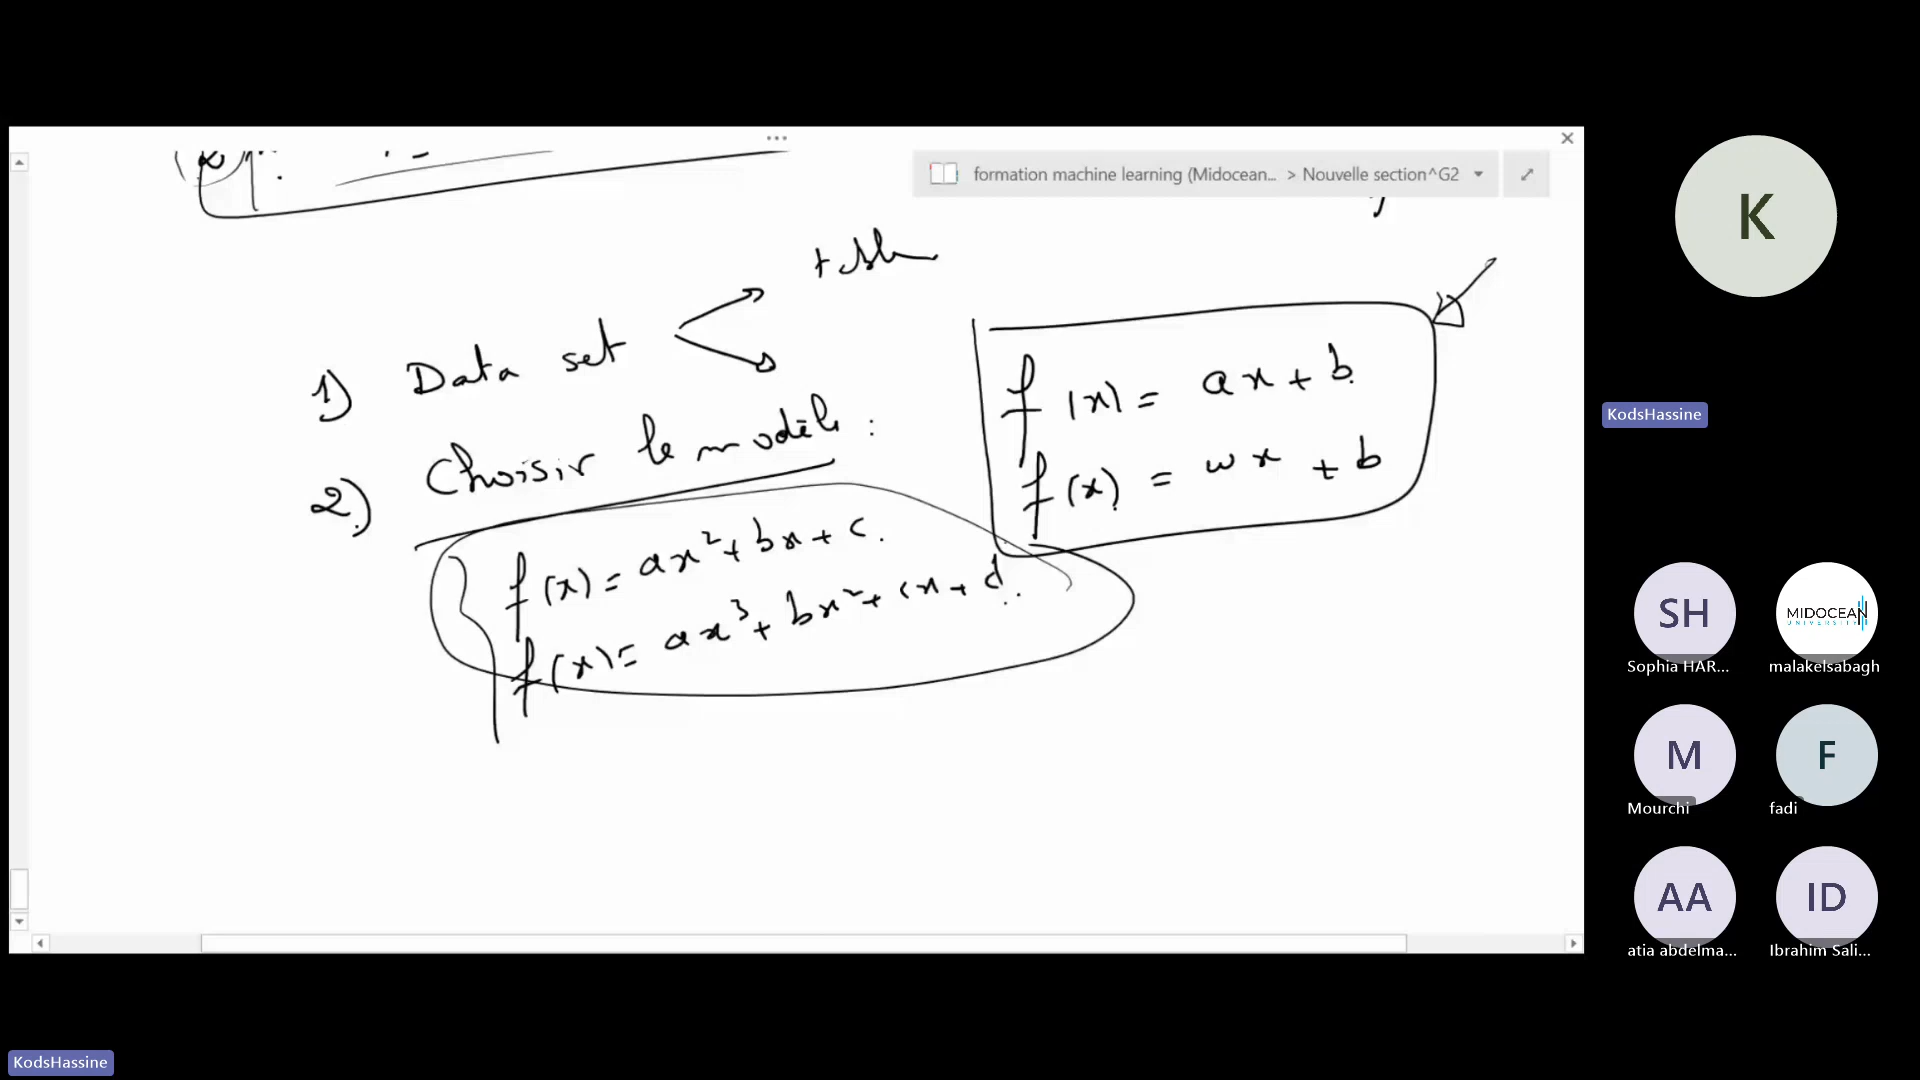 formation machine learning (Midocean... > Nouvelle section^G2
1) Data set
2) Choisir le modèle :
f(x) = ax + b
f(x) = wx + b
f(x) = ax² + bx + c.
f(x) = ax³ + bx² + cx + d.
K
KodsHassine
SH
Sophia HAR...
MIDOCEAN
UNIVERSITY
malakelsabagh
M
Mourchi
F
fadi
AA
atia abdelma...
ID
Ibrahim Sali...
KodsHassine